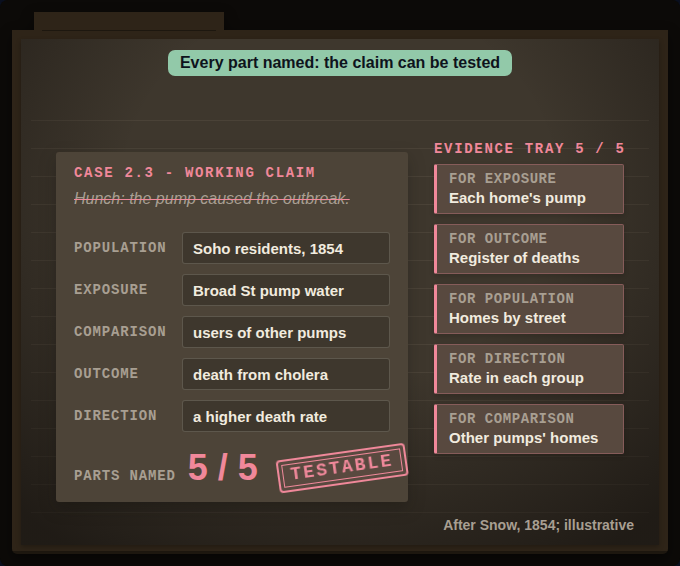 Every part named: the claim can be tested
CASE 2.3 - WORKING CLAIM
Hunch: the pump caused the outbreak.
POPULATION Soho residents, 1854
EXPOSURE Broad St pump water
COMPARISON users of other pumps
OUTCOME death from cholera
DIRECTION a higher death rate
PARTS NAMED 5 / 5 TESTABLE
EVIDENCE TRAY 5 / 5
FOR EXPOSURE
Each home's pump
FOR OUTCOME
Register of deaths
FOR POPULATION
Homes by street
FOR DIRECTION
Rate in each group
FOR COMPARISON
Other pumps' homes
After Snow, 1854; illustrative